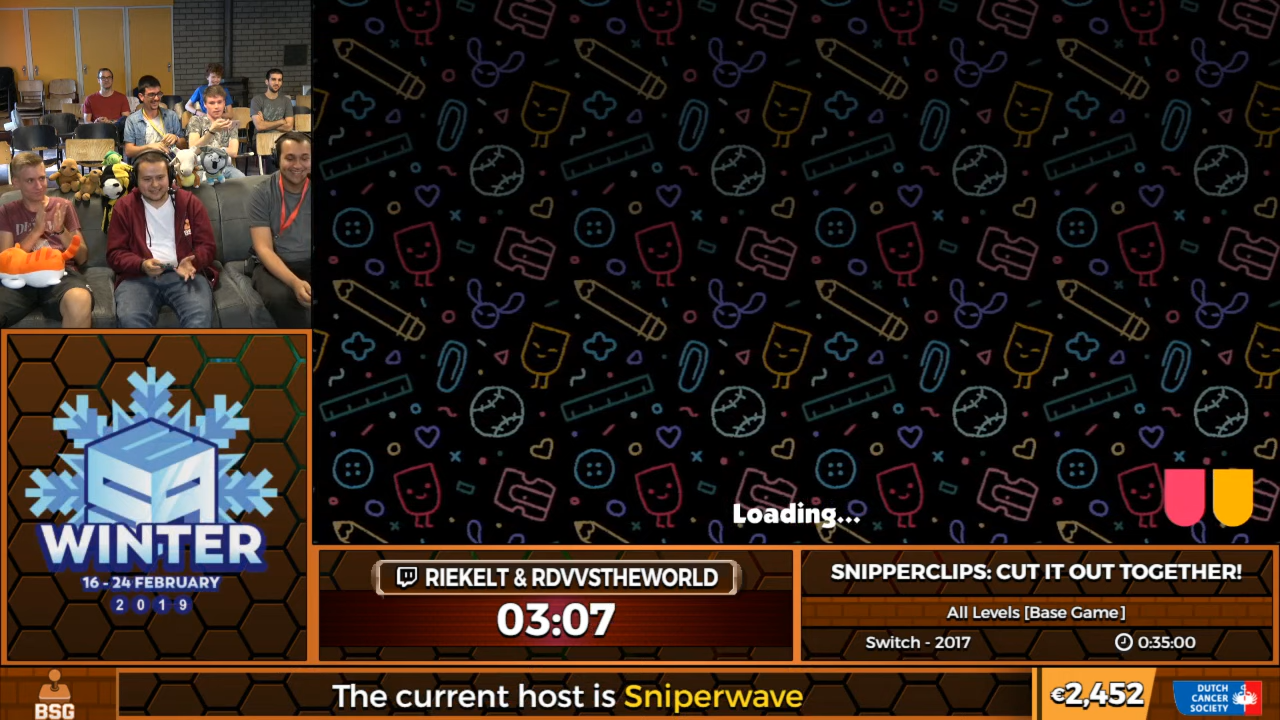 Loading...
WINTER
16 - 24 FEBRUARY
2019
RIEKELT & RDVVSTHEWORLD
03:07
SNIPPERCLIPS: CUT IT OUT TOGETHER!
All Levels [Base Game]
Switch - 2017
0:35:00
BSG
The current host is Sniperwave
€2,452
DUTCH
CANCER
SOCIETY